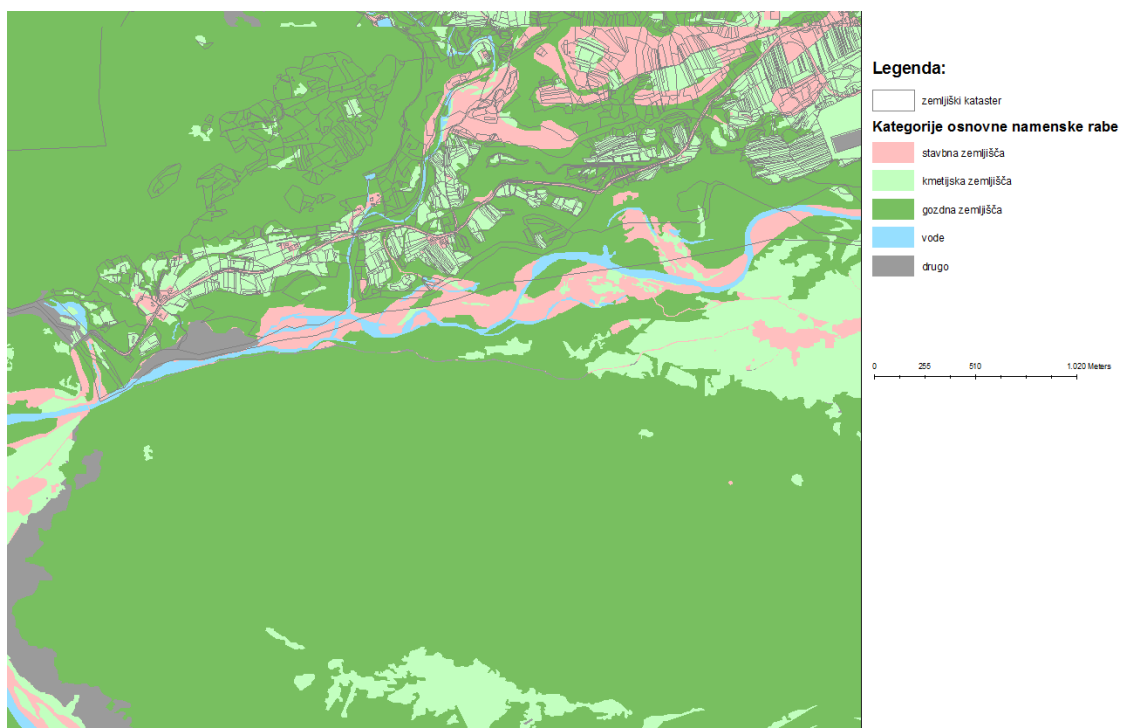 Legenda:
zemljiški kataster
Kategorije osnovne namenske rabe
stavbna zemljišča
kmetijska zemljišča
gozdna zemljišča
vode
drugo
0 255 510 1.020 Meters